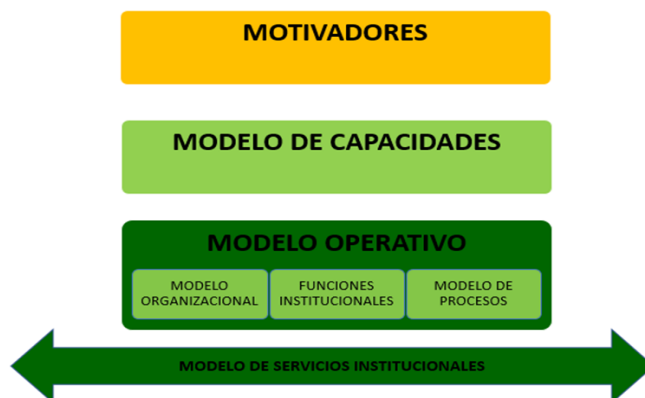 MOTIVADORES
MODELO DE CAPACIDADES
MODELO OPERATIVO
MODELO
ORGANIZACIONAL
FUNCIONES
INSTITUCIONALES
MODELO DE
PROCESOS
MODELO DE SERVICIOS INSTITUCIONALES